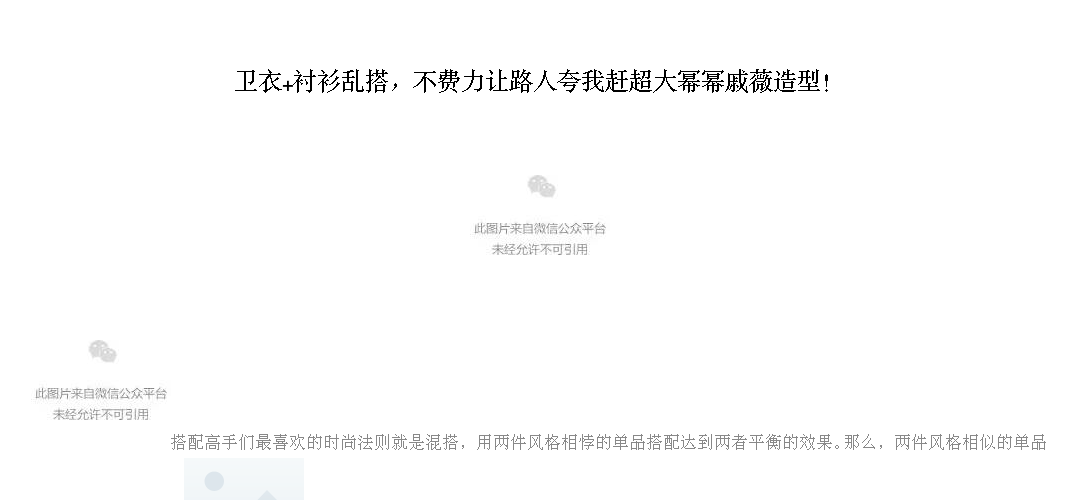 卫衣+衬衫乱搭，不费力让路人夸我赶超大幂幂戚薇造型！
此图片来自微信公众平台
未经允许不可引用
此图片来自微信公众平台
未经允许不可引用
搭配高手们最喜欢的时尚法则就是混搭，用两件风格相悖的单品搭配达到两者平衡的效果。那么，两件风格相似的单品